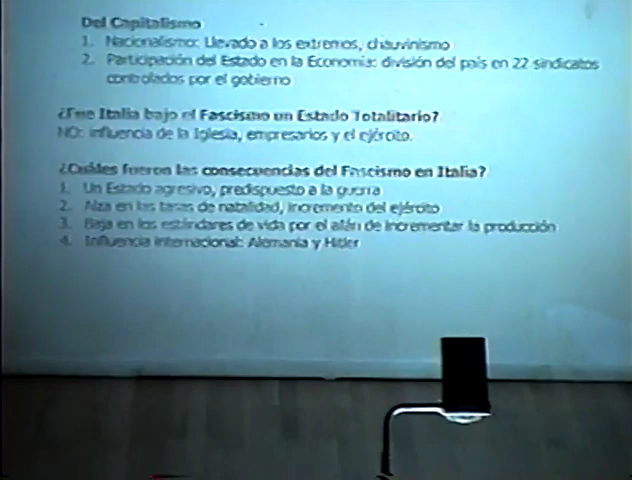 Del Capitalismo
1. Nacionalismo: Llevado a los extremos, chauvinismo
2. Participación del Estado en la Economía: división del país en 22 sindicatos
controlados por el gobierno
¿Fue Italia bajo el Fascismo un Estado Totalitario?
NO: influencia de la Iglesia, empresarios y el ejército.
¿Cuáles fueron las consecuencias del Fascismo en Italia?
1. Un Estado agresivo, predispuesto a la guerra
2. Alza en las tasas de natalidad, incremento del ejército
3. Baja en los estándares de vida por el afán de incrementar la producción
4. Influencia internacional: Alemania y Hitler